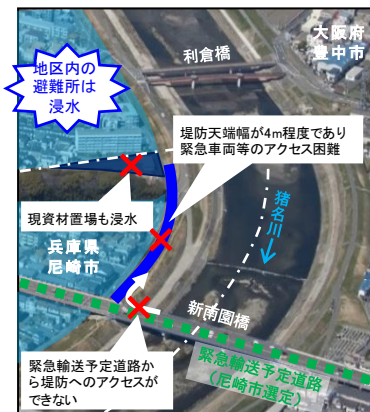 大阪府
豊中市
利倉橋
地区内の
避難所は
浸水
堤防天端幅が4m程度であり
緊急車両等のアクセス困難
猪名川
現資材置場も浸水
兵庫県
尼崎市
新南園橋
緊急輸送予定道路
(尼崎市選定)
緊急輸送予定道路か
ら堤防へのアクセスが
できない